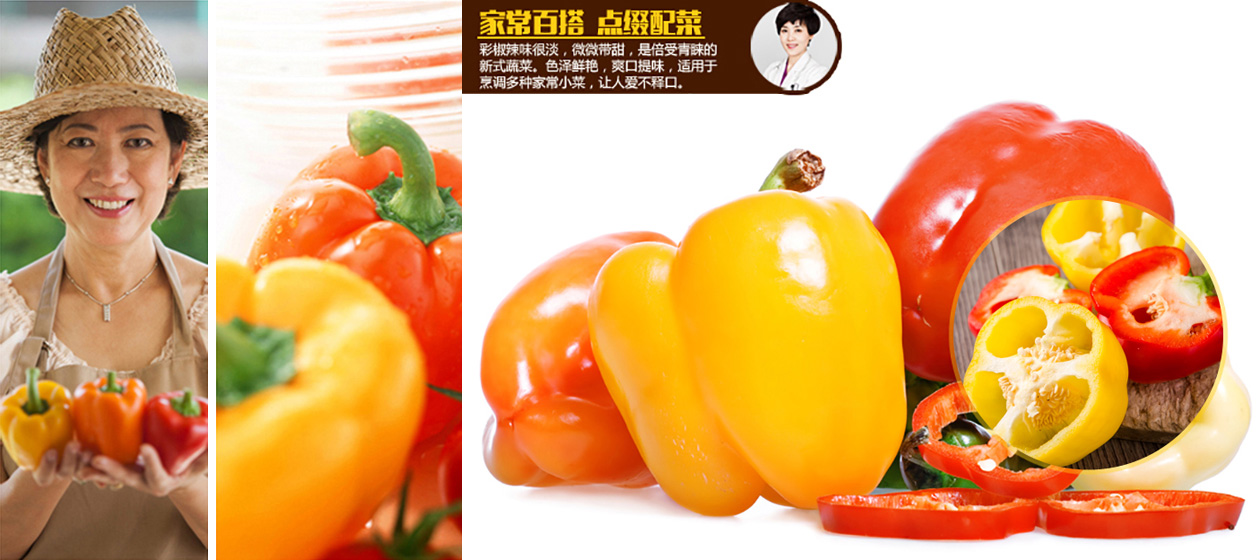 家常百搭 点缀配菜
彩椒辣味很淡，微微带甜，是倍受青睐的
新式蔬菜。色泽鲜艳，爽口提味，适用于
烹调多种家常小菜，让人爱不释口。